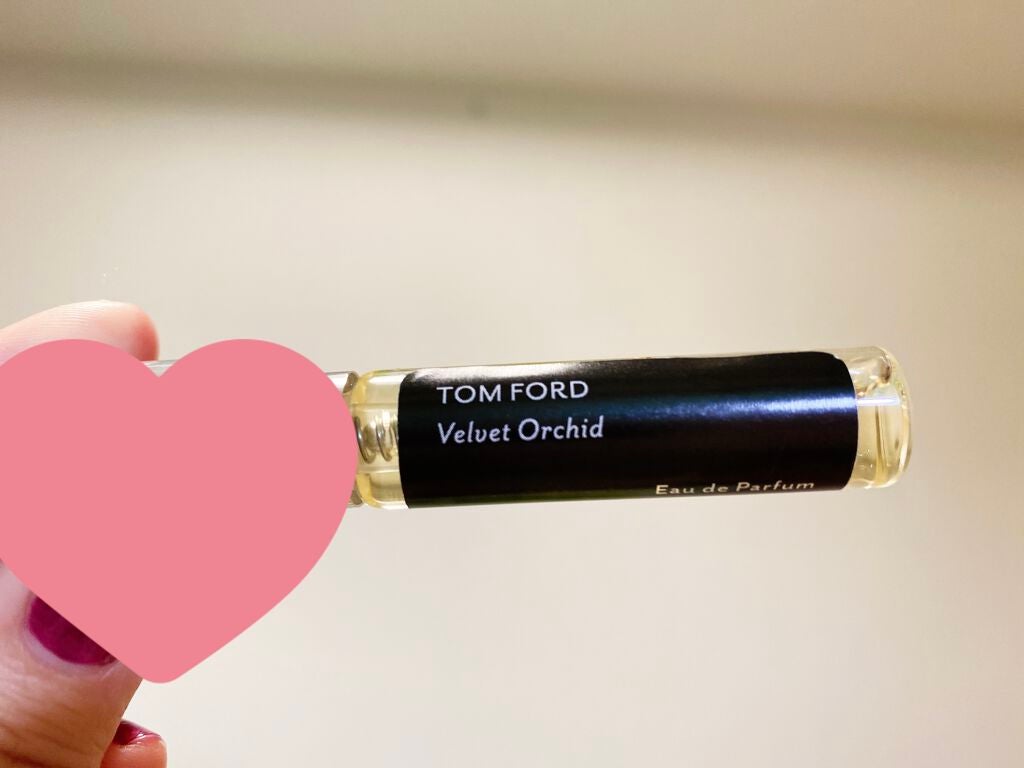 TOM FORD
Velvet Orchid
Eau de Parfum